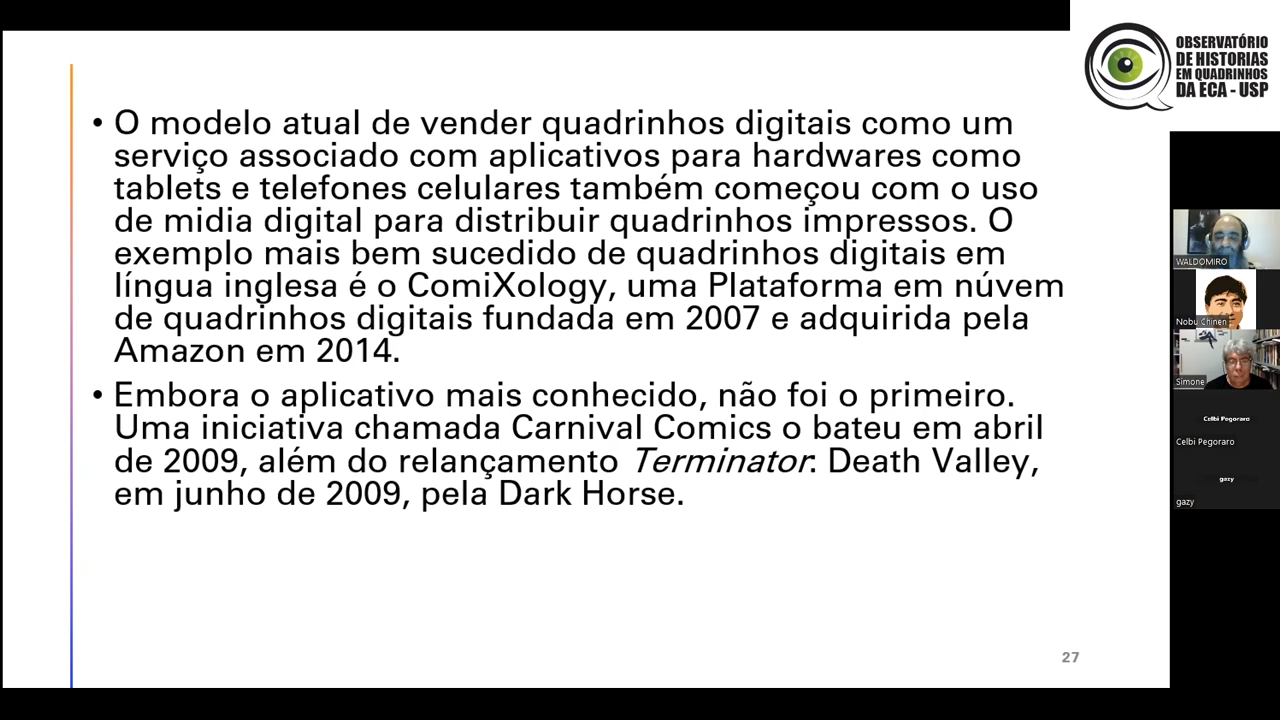 • O modelo atual de vender quadrinhos digitais como um
serviço associado com aplicativos para hardwares como
tablets e telefones celulares também começou com o uso
de midia digital para distribuir quadrinhos impressos. O
exemplo mais bem sucedido de quadrinhos digitais em
língua inglesa é o ComiXology, uma Plataforma em núvem
de quadrinhos digitais fundada em 2007 e adquirida pela
Amazon em 2014.
• Embora o aplicativo mais conhecido, não foi o primeiro.
Uma iniciativa chamada Carnival Comics o bateu em abril
de 2009, além do relançamento Terminator: Death Valley,
em junho de 2009, pela Dark Horse.
27
OBSERVATÓRIO
DE HISTORIAS
EM QUADRINHOS
DA ECA - USP
WALDOMIRO
Nobu Chinen
Simone
Celbi Pegoraro
Celbi Pegoraro
gazy
gazy